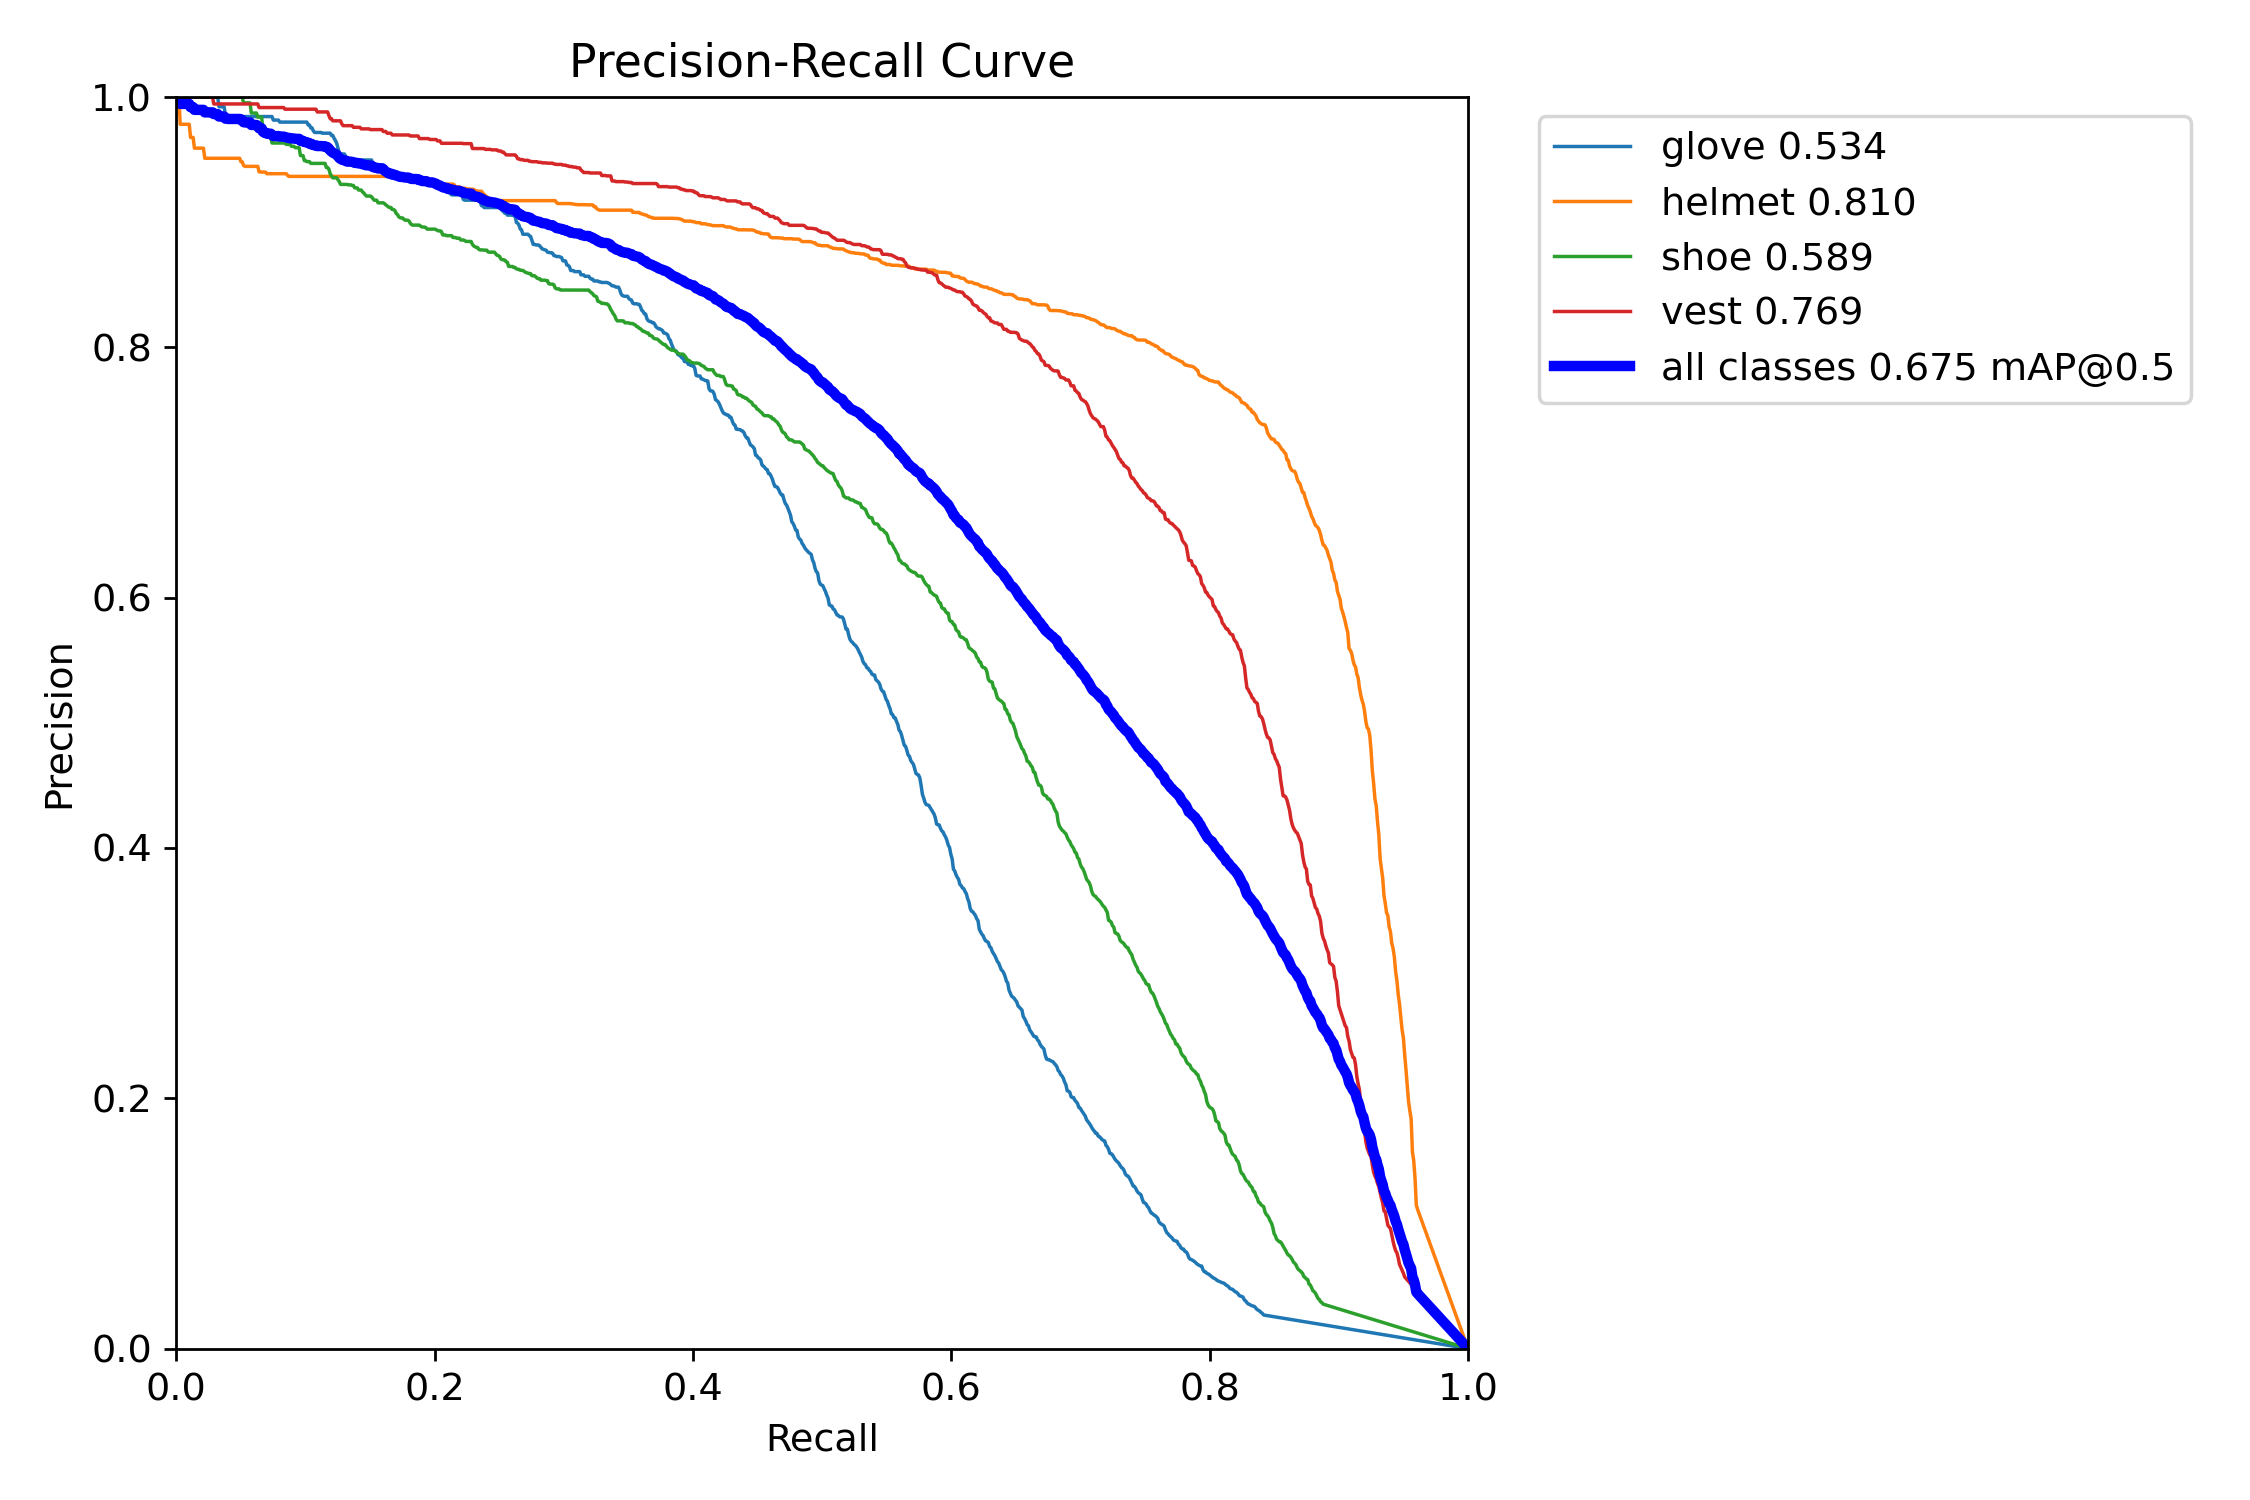 Precision-Recall Curve
1.0
0.8
0.6
0.4
0.2
0.0
Precision
0.0 0.2 0.4 0.6 0.8 1.0
Recall
glove 0.534
helmet 0.810
shoe 0.589
vest 0.769
all classes 0.675 mAP@0.5